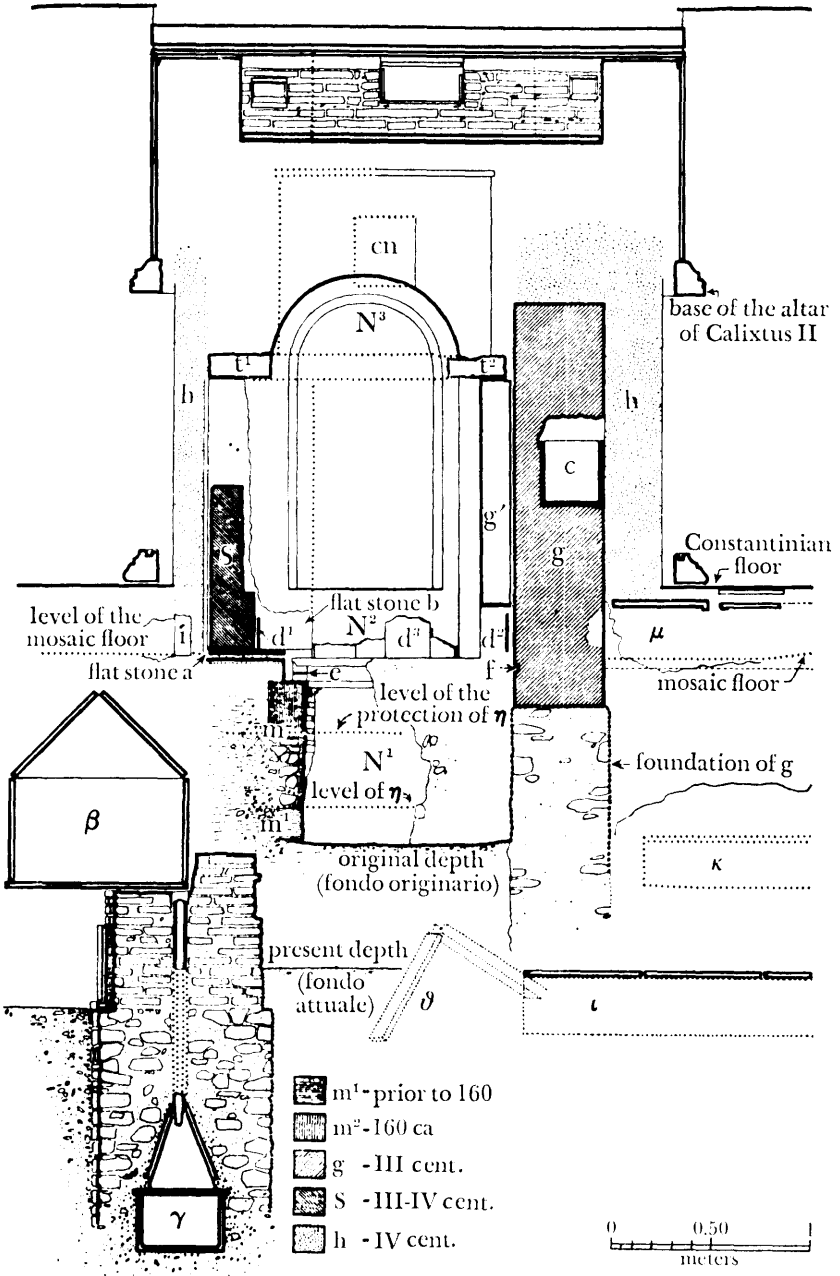 cn
N³
base of the altar
of Calixtus II
t¹
t²
h
h
c
g'
g
S
Constantinian
floor
level of the
mosaic floor
i
flat stone b
N²
d¹
d³
d²
μ
flat stone a
e
f
mosaic floor
level of the
protection of η
m
N¹
foundation of g
level of η
m¹
β
original depth
(fondo originario)
κ
present depth
(fondo
attuale)
ϑ
ι
m¹-prior to 160
m²-160 ca
g -III cent.
S -III-IV cent.
h -IV cent.
γ
0 0.50 1
meters